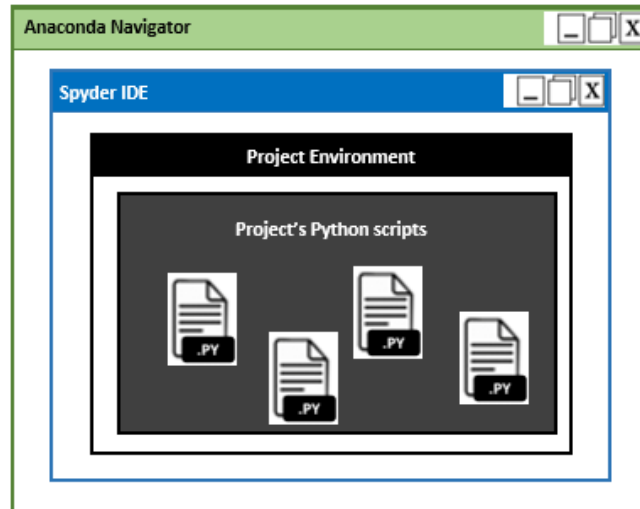 Anaconda Navigator
X
Spyder IDE
X
Project Environment
Project's Python scripts
.PY
.PY
.PY
.PY